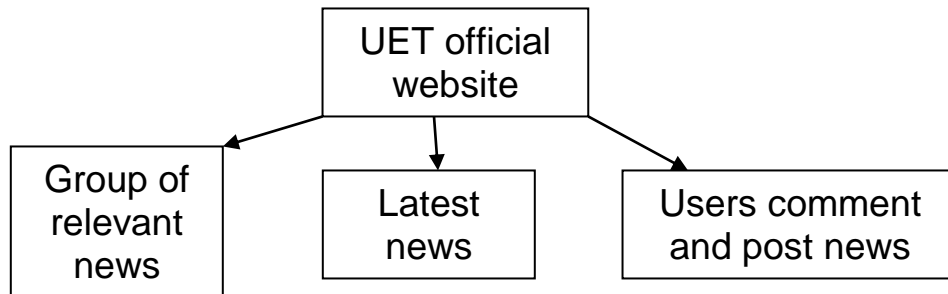 UET official
website
Group of
relevant
news
Latest
news
Users comment
and post news